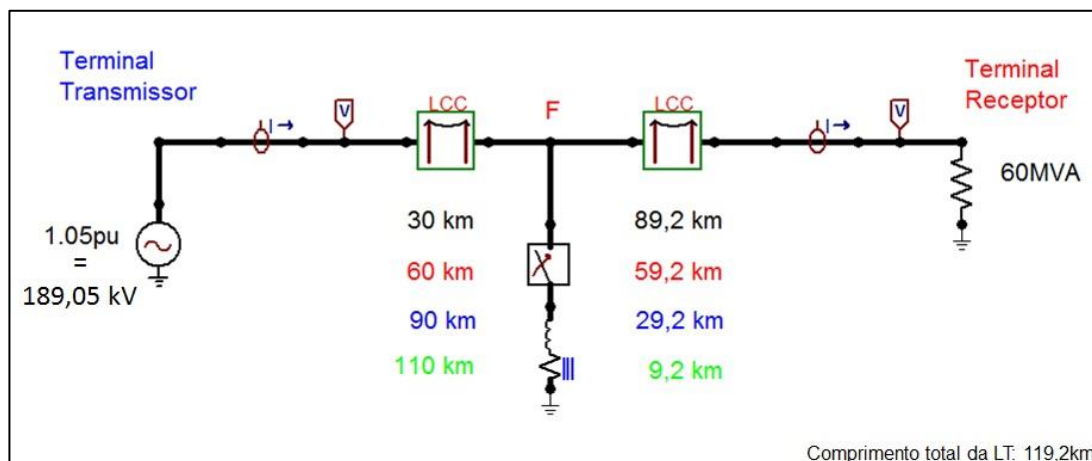 Terminal
Transmissor
I →
V
LCC
F
LCC
I →
V
Terminal
Receptor
60MVA
1.05pu
=
189,05 kV
30 km
89,2 km
60 km
59,2 km
90 km
29,2 km
110 km
9,2 km
Comprimento total da LT: 119,2km